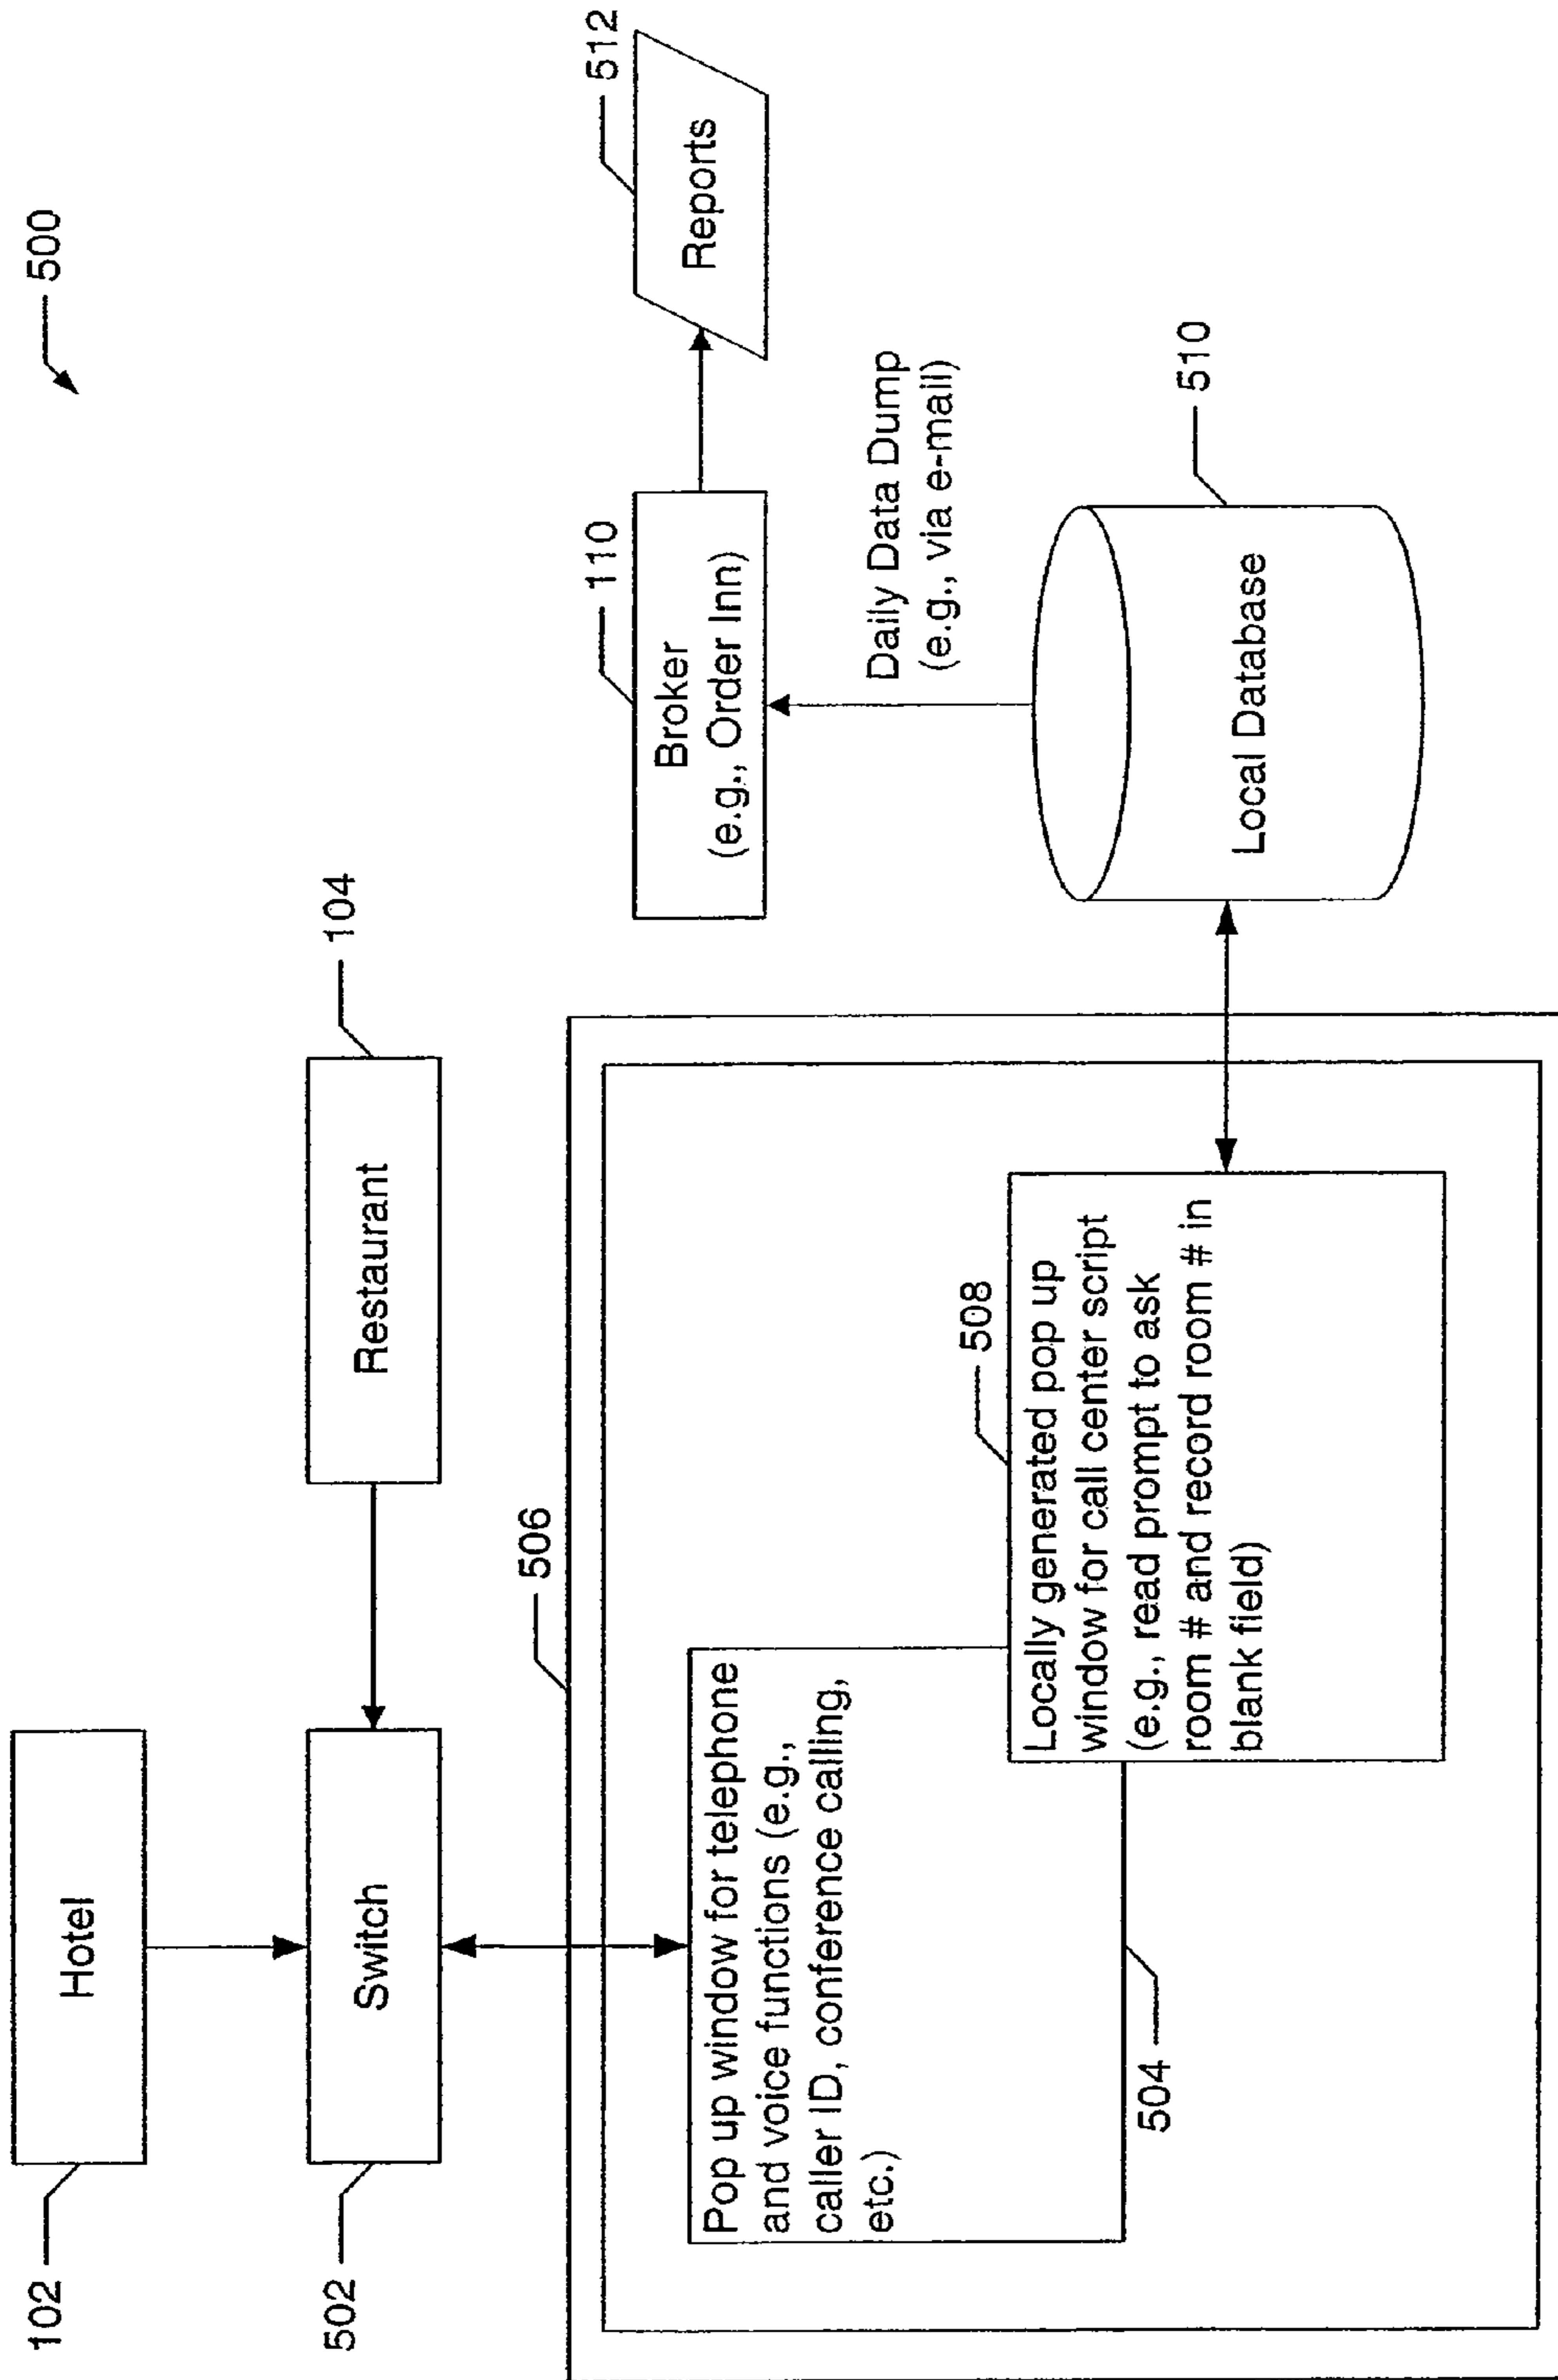 500
102
Hotel
502
Switch
Restaurant
104
506
Pop up window for telephone
and voice functions (e.g.,
caller ID, conference calling,
etc.)
504
508
Locally generated pop up
window for call center script
(e.g., read prompt to ask
room # and record room # in
blank field)
110
Broker
(e.g., Order Inn)
512
Reports
Daily Data Dump
(e.g., via e-mail)
510
Local Database